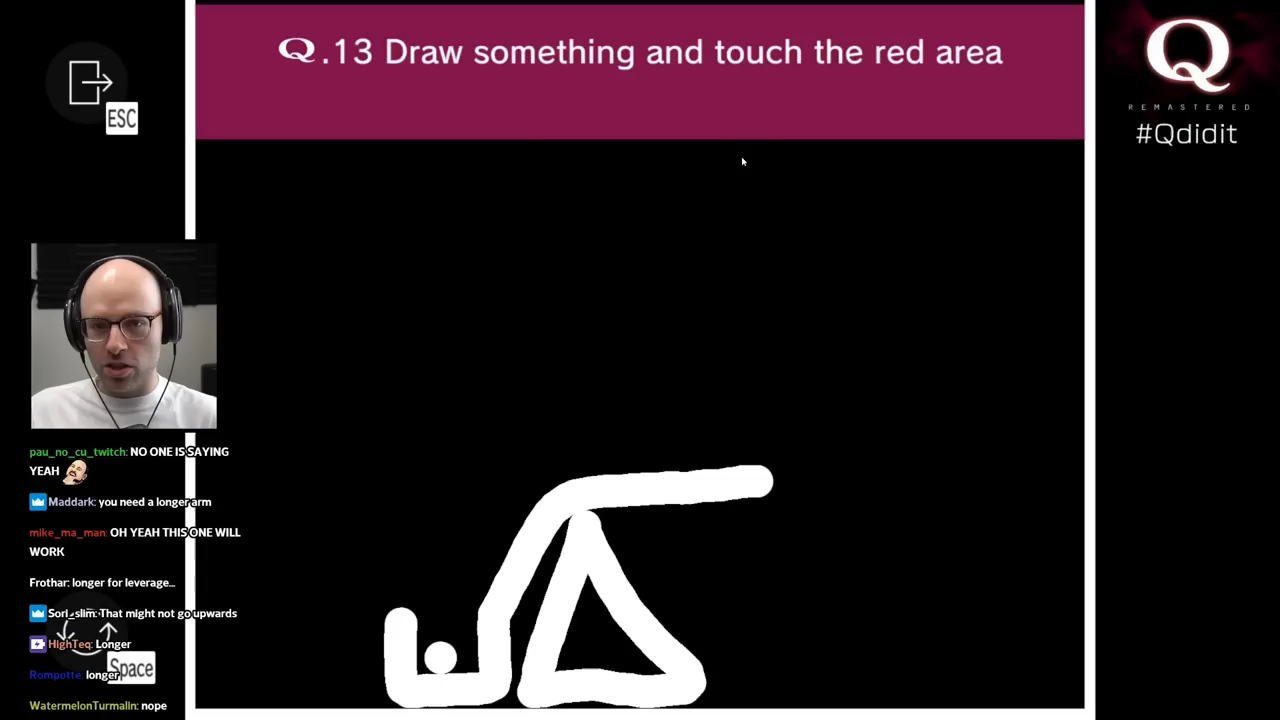 Q.13 Draw something and touch the red area
ESC
Q
REMASTERED
#Qdidit
pau_no_cu_twitch: NO ONE IS SAYING
YEAH
Maddark: you need a longer arm
mike_ma_man: OH YEAH THIS ONE WILL
WORK
Frothar: longer for leverage...
Sori_slim: That might not go upwards
HighTeq: Longer
Rompotte: longer
Space
WatermelonTurmalin: nope